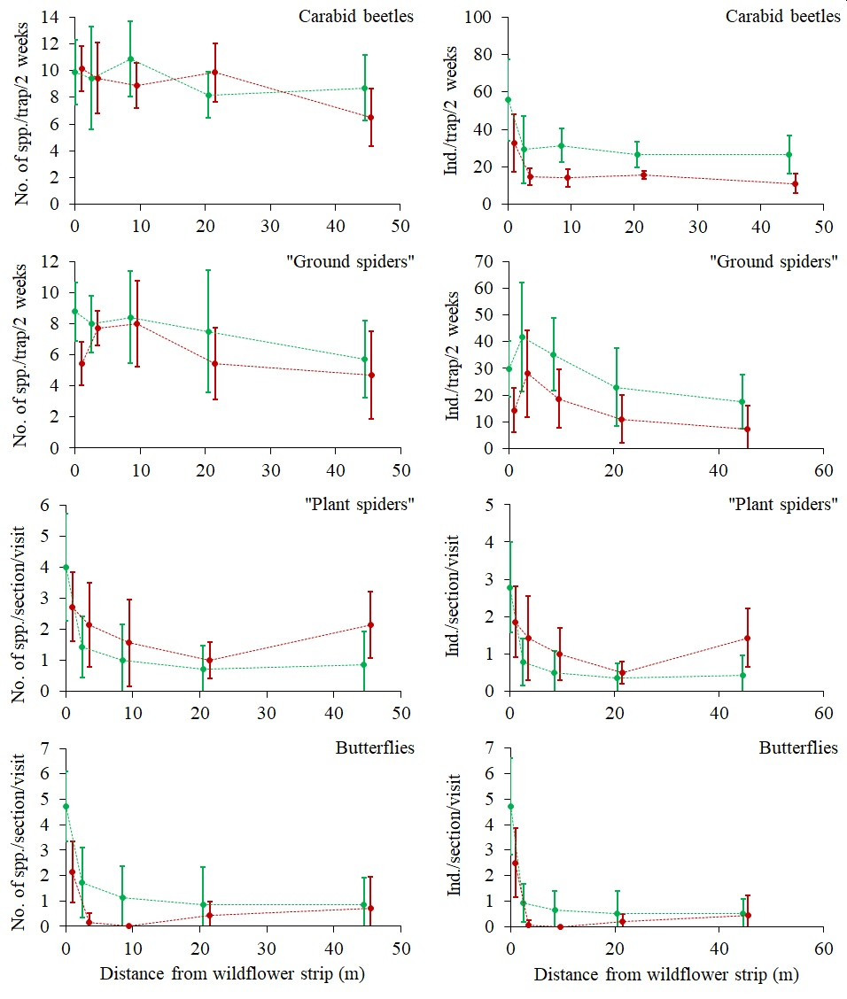 Carabid beetles
No. of spp./trap/2 weeks
14
12
10
8
6
4
2
0
0 10 20 30 40 50
Carabid beetles
Ind./trap/2 weeks
100
80
60
40
20
0
0 10 20 30 40 50
"Ground spiders"
No. of spp./trap/2 weeks
12
10
8
6
4
2
0
0 10 20 30 40 50
"Ground spiders"
Ind./trap/2 weeks
70
60
50
40
30
20
10
0
0 20 40 60
"Plant spiders"
No. of spp./section/visit
6
5
4
3
2
1
0
0 10 20 30 40 50
"Plant spiders"
Ind./section/visit
5
4
3
2
1
0
0 20 40 60
Butterflies
No. of spp./section/visit
7
6
5
4
3
2
1
0
0 10 20 30 40 50
Distance from wildflower strip (m)
Butterflies
Ind./section/visit
7
6
5
4
3
2
1
0
0 20 40 60
Distance from wildflower strip (m)